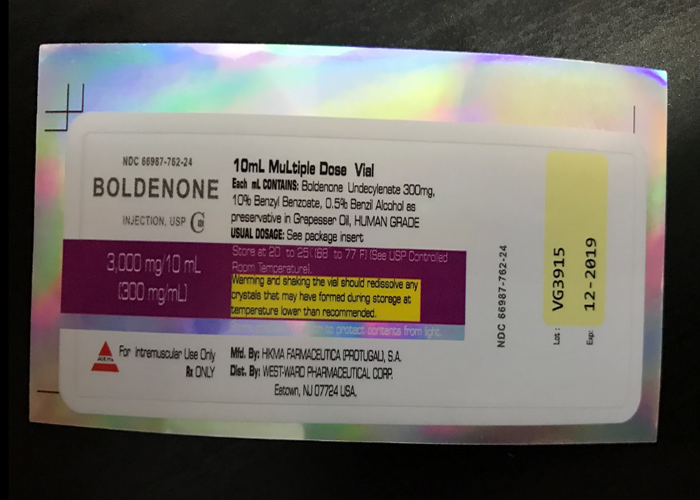 NDC 66987-762-24
BOLDENONE
INJECTION, USP C
3,000 mg/10 mL
(300 mg/mL)
For Intramuscular Use Only
Rx ONLY
10mL MuLtiple Dose Vial
Each mL CONTAINS: Boldenone Undecylenate 300mg,
10% Benzyl Benzoate, 0.5% Benzil Alcohol as
preservative in Grapesser Oil, HUMAN GRADE
USUAL DOSAGE: See package insert
Store at 20 to 25 (68 to 77 F) (See USP Controlled
Room Temperature).
Warming and shaking the vial should redissolve any
crystals that may have formed during storage at
temperature lower than recommended.
to protect contents from light.
Mfd. By: HIKMA FARMACEUTICA (PROTUGAL), S.A.
Dist. By: WEST-WARD PHARMACEUTICAL CORP.
Eatown, NJ 07724 USA.
NDC 66987-762-24
Lot : VG3915
Exp: 12-2019